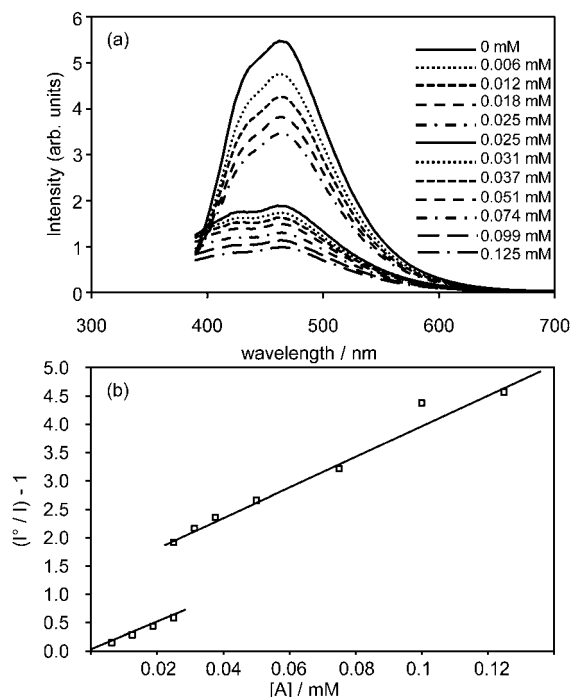 (a)
Intensity (arb. units)
6
5
4
3
2
1
0
0 mM
0.006 mM
0.012 mM
0.018 mM
0.025 mM
0.025 mM
0.031 mM
0.037 mM
0.051 mM
0.074 mM
0.099 mM
0.125 mM
300 400 500 600 700
wavelength / nm
(b)
(I° / I) - 1
5.0
4.5
4.0
3.5
3.0
2.5
2.0
1.5
1.0
0.5
0.0
0.02 0.04 0.06 0.08 0.1 0.12
[A] / mM